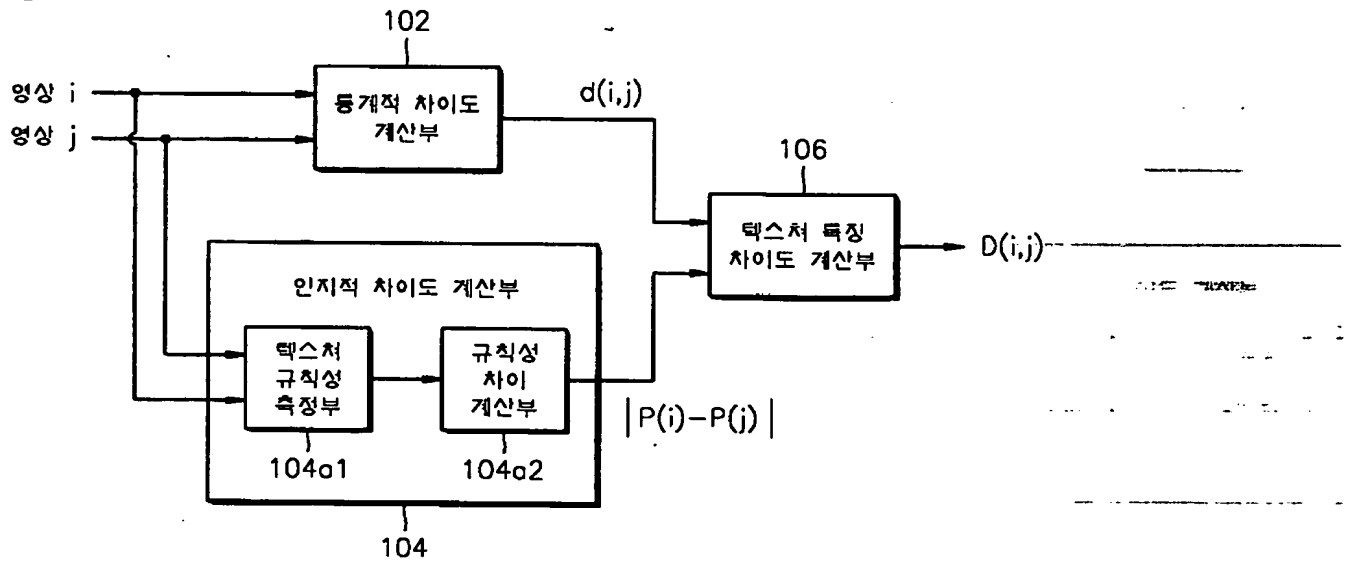 102
영상 i
영상 j
통계적 차이도
계산부
d(i,j)
106
텍스쳐 특징
차이도 계산부
D(i,j)
인지적 차이도 계산부
텍스쳐
규칙성
측정부
규칙성
차이
계산부
|P(i)-P(j)|
104a1
104a2
104